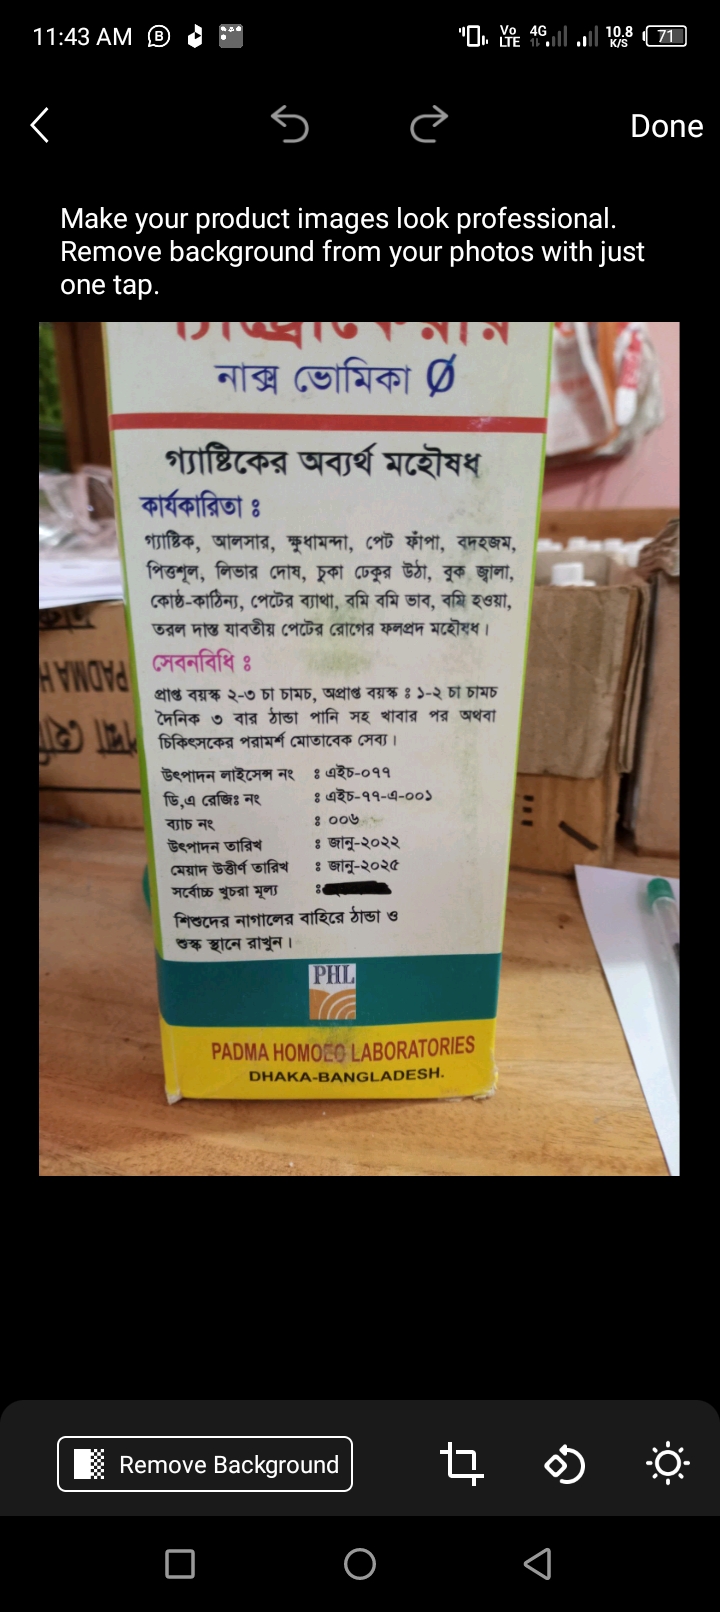 11:43 AM
Vo LTE 4G 10.8 K/S 71
Done
Make your product images look professional.
Remove background from your photos with just
one tap.
নাক্স ভোমিকা Ø
গ্যাষ্টিকের অব্যর্থ মহৌষধ
কার্যকারিতা ঃ
গ্যাষ্টিক, আলসার, ক্ষুধামন্দা, পেট ফাঁপা, বদহজম,
পিত্তশূল, লিভার দোষ, চুকা ঢেকুর উঠা, বুক জ্বালা,
কোষ্ঠ-কাঠিন্য, পেটের ব্যাথা, বমি বমি ভাব, বমি হওয়া,
তরল দাস্ত যাবতীয় পেটের রোগের ফলপ্রদ মহৌষধ।
সেবনবিধি ঃ
প্রাপ্ত বয়স্ক ২-৩ চা চামচ, অপ্রাপ্ত বয়স্ক ঃ ১-২ চা চামচ
দৈনিক ৩ বার ঠান্ডা পানি সহ খাবার পর অথবা
চিকিৎসকের পরামর্শ মোতাবেক সেব্য।
উৎপাদন লাইসেন্স নং ঃ এইচ-০৭৭
ডি,এ রেজিঃ নং ঃ এইচ-৭৭-এ-০০১
ব্যাচ নং ঃ ০০৬
উৎপাদন তারিখ ঃ জানু-২০২২
মেয়াদ উত্তীর্ণ তারিখ ঃ জানু-২০২৫
সর্বোচ্চ খুচরা মূল্য ঃ
শিশুদের নাগালের বাহিরে ঠান্ডা ও
শুস্ক স্থানে রাখুন।
PHL
PADMA HOMOEO LABORATORIES
DHAKA-BANGLADESH.
PADMA H
Remove Background